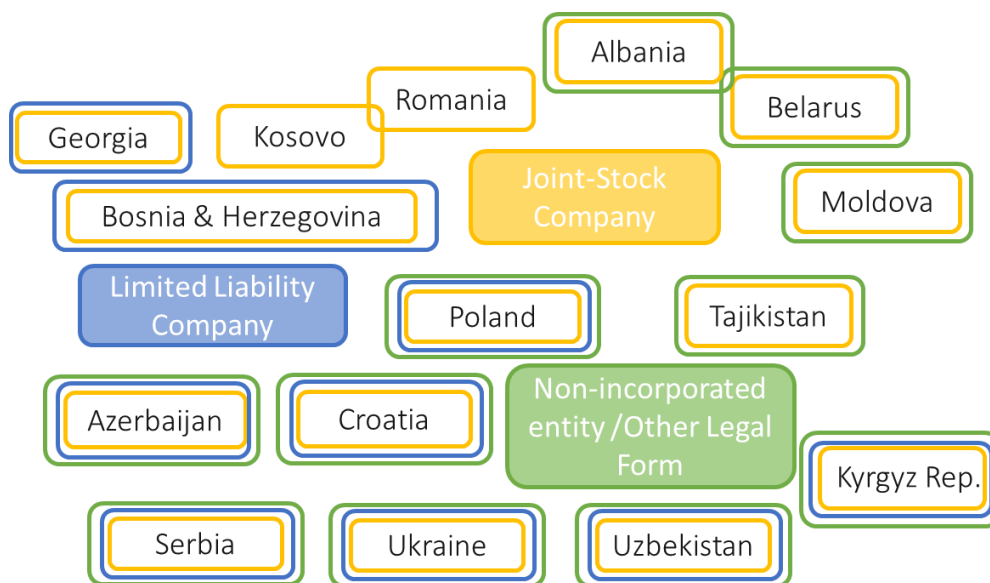 Albania
Romania
Belarus
Georgia
Kosovo
Joint-Stock
Company
Moldova
Bosnia & Herzegovina
Limited Liability
Company
Poland
Tajikistan
Azerbaijan
Croatia
Non-incorporated
entity /Other Legal
Form
Kyrgyz Rep.
Serbia
Ukraine
Uzbekistan